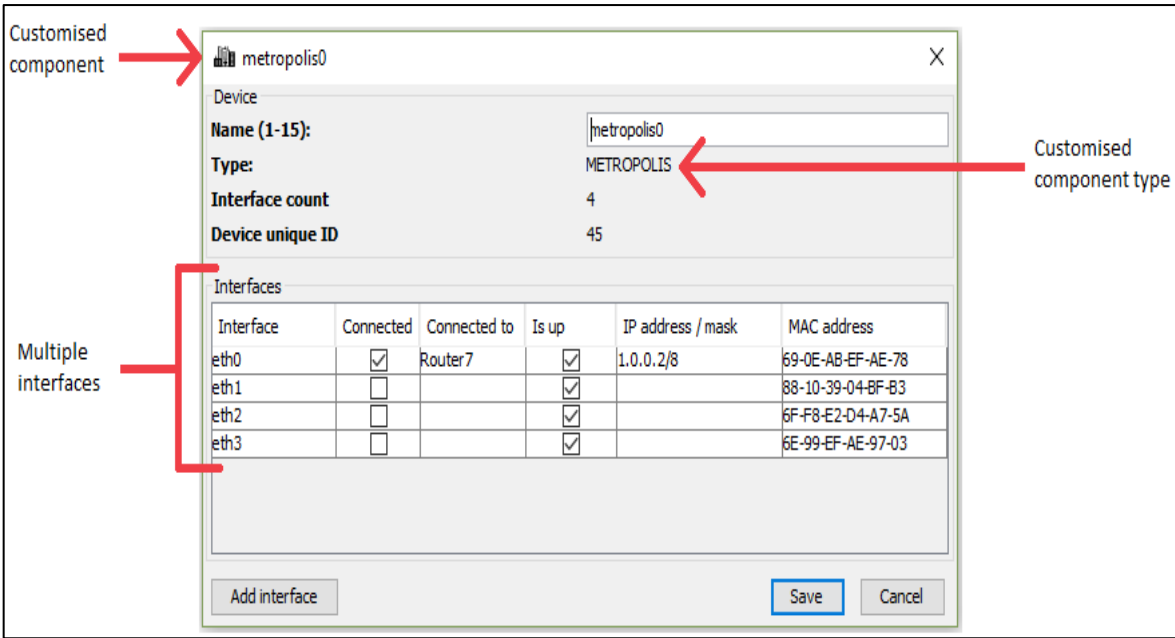 Customised
component
metropolis0
X
Device
Name (1-15): metropolis0
Type: METROPOLIS
Customised
component type
Interface count 4
Device unique ID 45
Interfaces
Multiple
interfaces
Interface Connected Connected to Is up IP address / mask MAC address
eth0 Router7 1.0.0.2/8 69-0E-AB-EF-AE-78
eth1 88-10-39-04-BF-B3
eth2 6F-F8-E2-D4-A7-5A
eth3 6E-99-EF-AE-97-03
Add interface Save Cancel